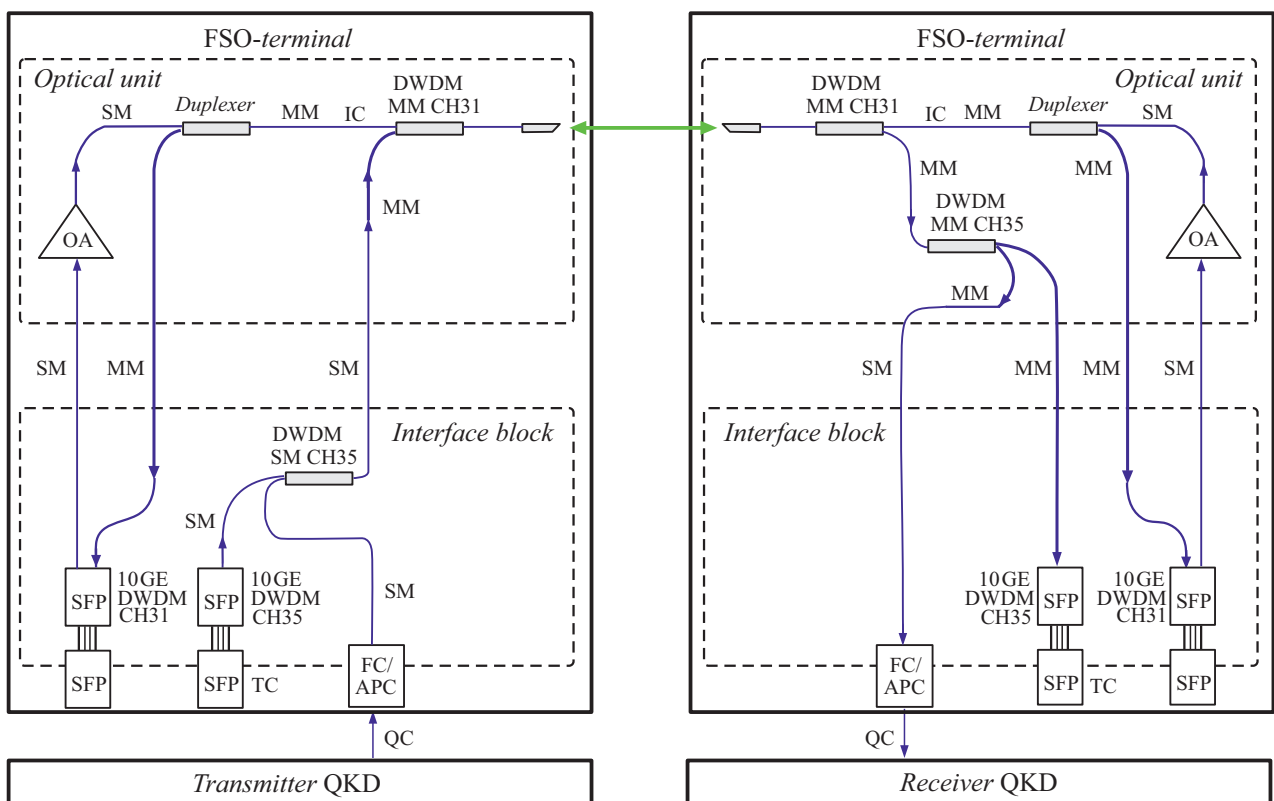 FSO-terminal
Optical unit
DWDM
MM CH31
SM
Duplexer
MM
IC
MM
OA
SM
MM
SM
Interface block
DWDM
SM CH35
SM
SM
SFP
10GE
DWDM
CH31
SFP
10GE
DWDM
CH35
SFP
SFP
TC
FC/
APC
QC
Transmitter QKD
FSO-terminal
Optical unit
DWDM
MM CH31
IC
MM
Duplexer
SM
MM
MM
DWDM
MM CH35
OA
MM
SM
MM
MM
SM
Interface block
10GE
DWDM
CH35
SFP
10GE
DWDM
CH31
SFP
FC/
APC
SFP
TC
SFP
QC
Receiver QKD